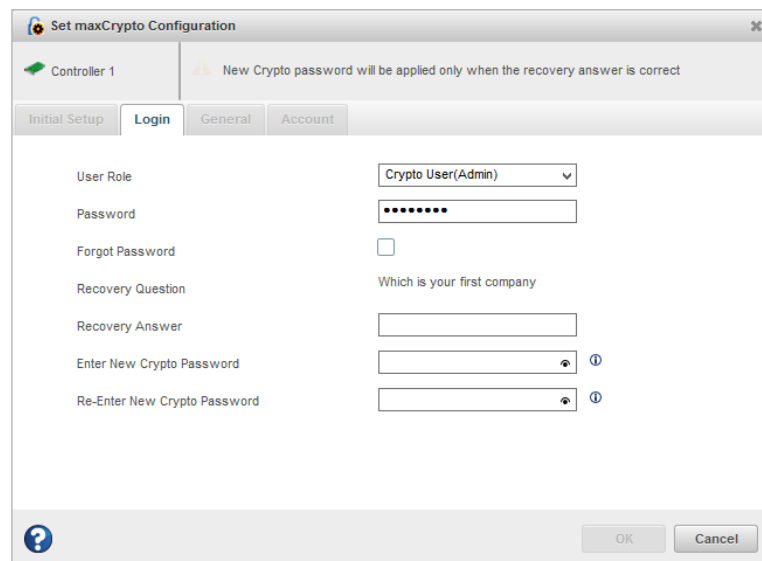 Set maxCrypto Configuration
Controller 1
New Crypto password will be applied only when the recovery answer is correct
Initial Setup Login General Account
User Role Crypto User(Admin)
Password ••••••••
Forgot Password
Recovery Question Which is your first company
Recovery Answer
Enter New Crypto Password
Re-Enter New Crypto Password
OK Cancel